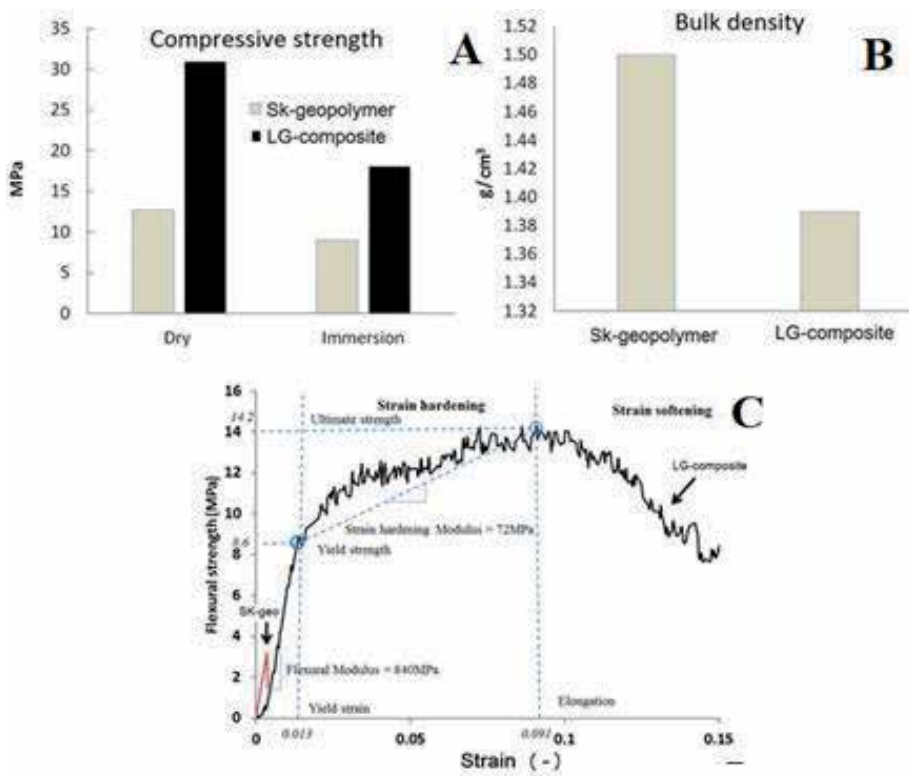 Compressive strength
A
35
30
25
20
15
10
5
0
MPa
Sk-geopolymer
LG-composite
Dry
Immersion
Bulk density
B
1.52
1.50
1.48
1.46
1.44
1.42
1.40
1.38
1.36
1.34
1.32
g/cm³
Sk-geopolymer
LG-composite
C
16
14.2
14
12
10
8.6
8
6
4
2
0
Flexural strength [MPa]
Strain hardening
Strain softening
Ultimate strength
LG-composite
Strain hardening Modulus = 72MPa
Yield strength
SK-geo
Flexural Modulus = 840MPa
Yield strain
Elongation
0
0.013
0.05
0.091
0.1
0.15
Strain (-)